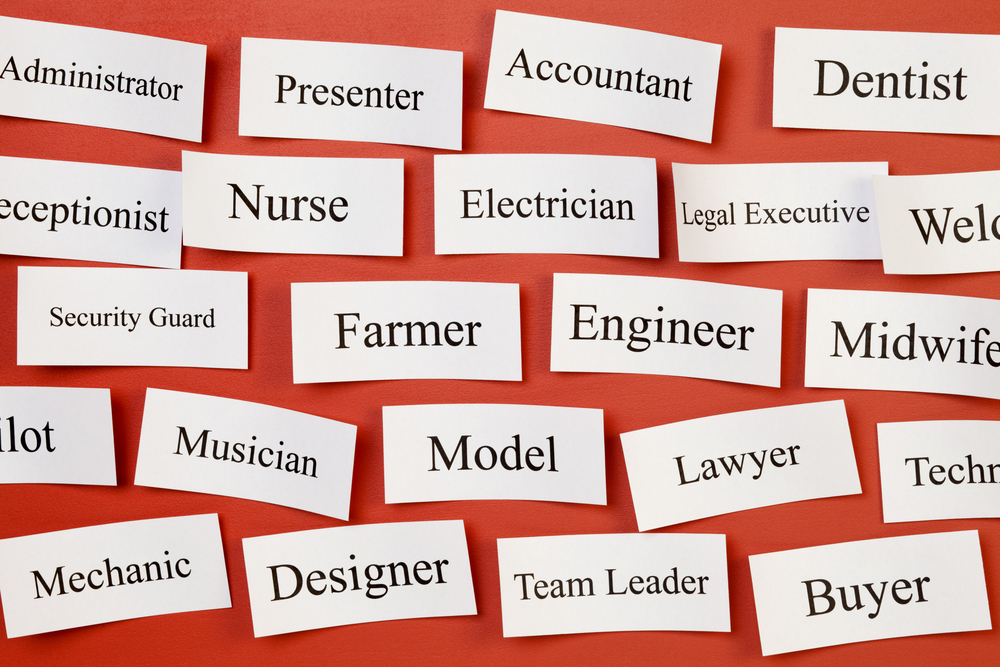 Administrator
Presenter
Accountant
Dentist
eceptionist
Nurse
Electrician
Legal Executive
Weld
Security Guard
Farmer
Engineer
Midwife
ilot
Musician
Model
Lawyer
Techn
Mechanic
Designer
Team Leader
Buyer